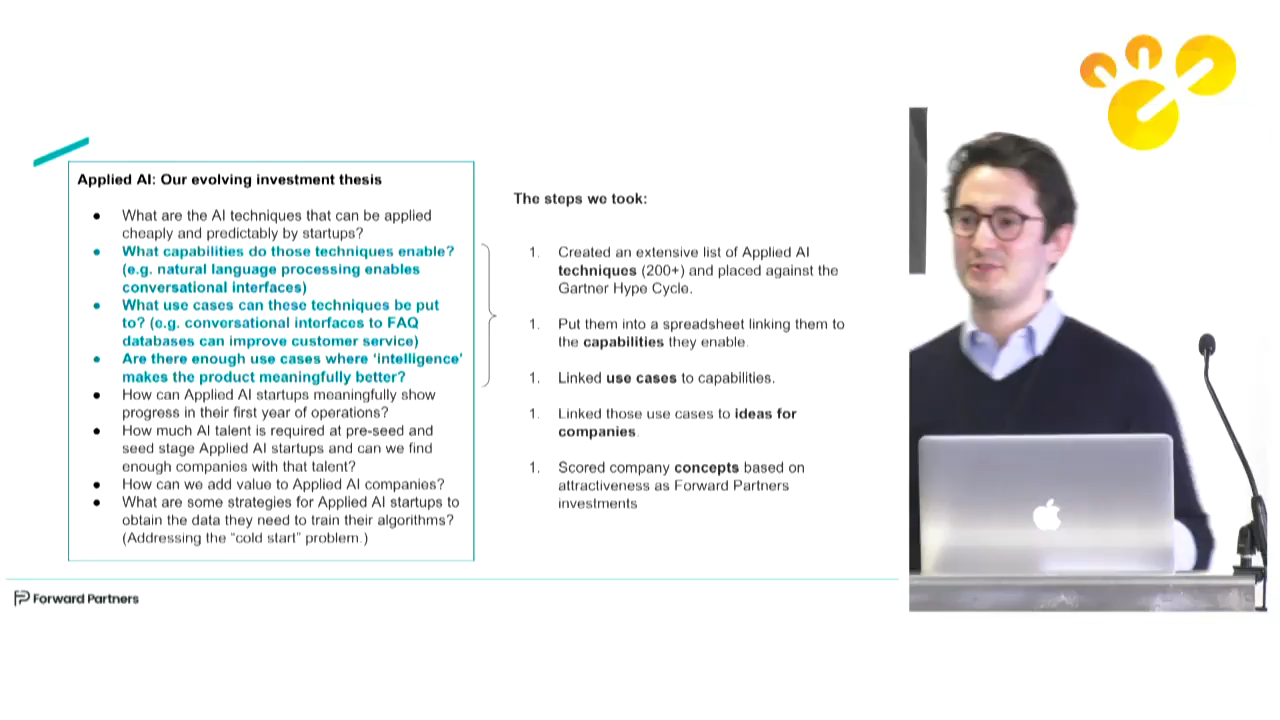 Applied AI: Our evolving investment thesis
● What are the AI techniques that can be applied
cheaply and predictably by startups?
● What capabilities do those techniques enable?
(e.g. natural language processing enables
conversational interfaces)
● What use cases can these techniques be put
to? (e.g. conversational interfaces to FAQ
databases can improve customer service)
● Are there enough use cases where ‘intelligence’
makes the product meaningfully better?
● How can Applied AI startups meaningfully show
progress in their first year of operations?
● How much AI talent is required at pre-seed and
seed stage Applied AI startups and can we find
enough companies with that talent?
● How can we add value to Applied AI companies?
● What are some strategies for Applied AI startups to
obtain the data they need to train their algorithms?
(Addressing the “cold start” problem.)
The steps we took:
1. Created an extensive list of Applied AI
techniques (200+) and placed against the
Gartner Hype Cycle.
1. Put them into a spreadsheet linking them to
the capabilities they enable.
1. Linked use cases to capabilities.
1. Linked those use cases to ideas for
companies.
1. Scored company concepts based on
attractiveness as Forward Partners
investments
Forward Partners